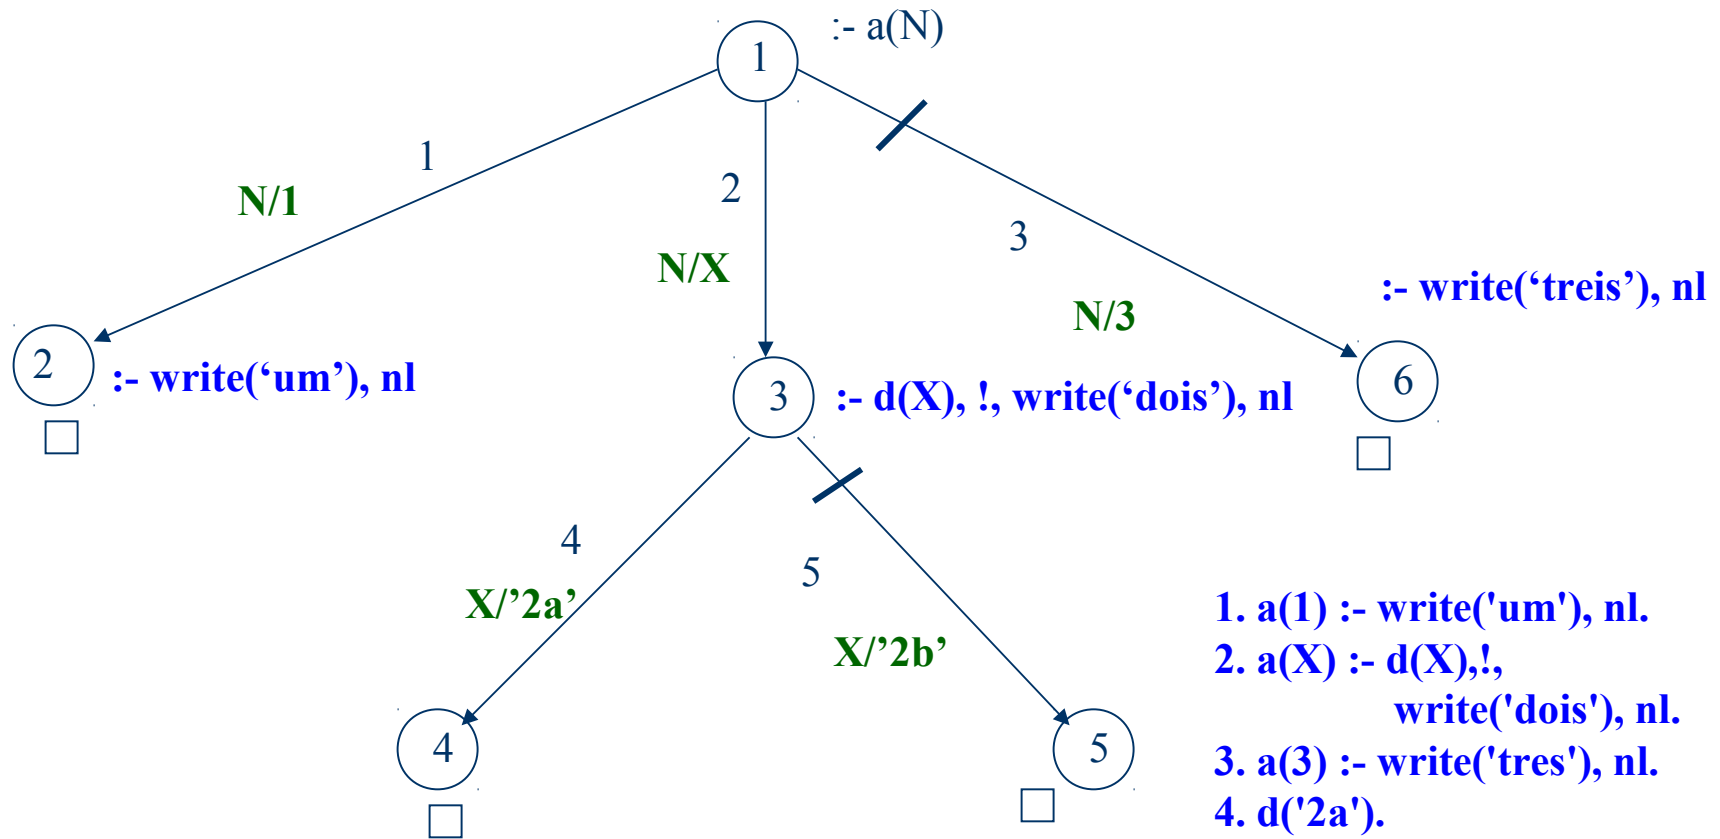 :- a(N)
1
1
N/1
2
N/X
3
N/3
:- write(‘treis’), nl
2
:- write(‘um’), nl
3
:- d(X), !, write(‘dois’), nl
6
4
X/’2a’
5
X/’2b’
4
5
1. a(1) :- write('um'), nl.
2. a(X) :- d(X),!,
write('dois'), nl.
3. a(3) :- write('tres'), nl.
4. d('2a').